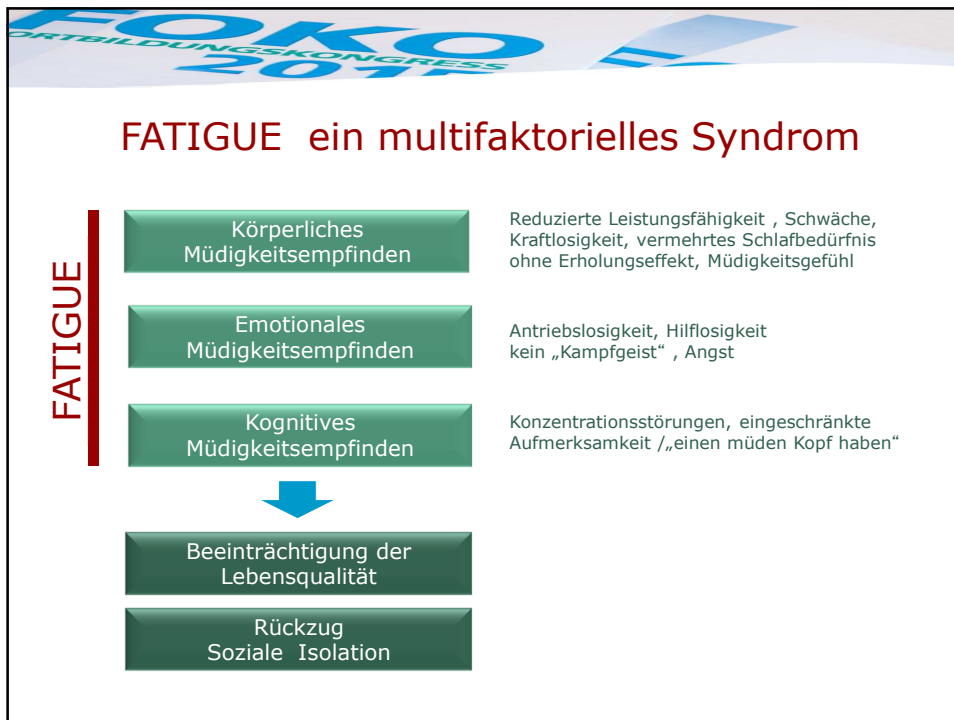 FOKO
ORTBILDUNGSKONGRESS
FATIGUE ein multifaktorielles Syndrom
FATIGUE
Körperliches
Müdigkeitsempfinden
Reduzierte Leistungsfähigkeit , Schwäche,
Kraftlosigkeit, vermehrtes Schlafbedürfnis
ohne Erholungseffekt, Müdigkeitsgefühl
Emotionales
Müdigkeitsempfinden
Antriebslosigkeit, Hilflosigkeit
kein „Kampfgeist“ , Angst
Kognitives
Müdigkeitsempfinden
Konzentrationsstörungen, eingeschränkte
Aufmerksamkeit /„einen müden Kopf haben“
Beeinträchtigung der
Lebensqualität
Rückzug
Soziale Isolation